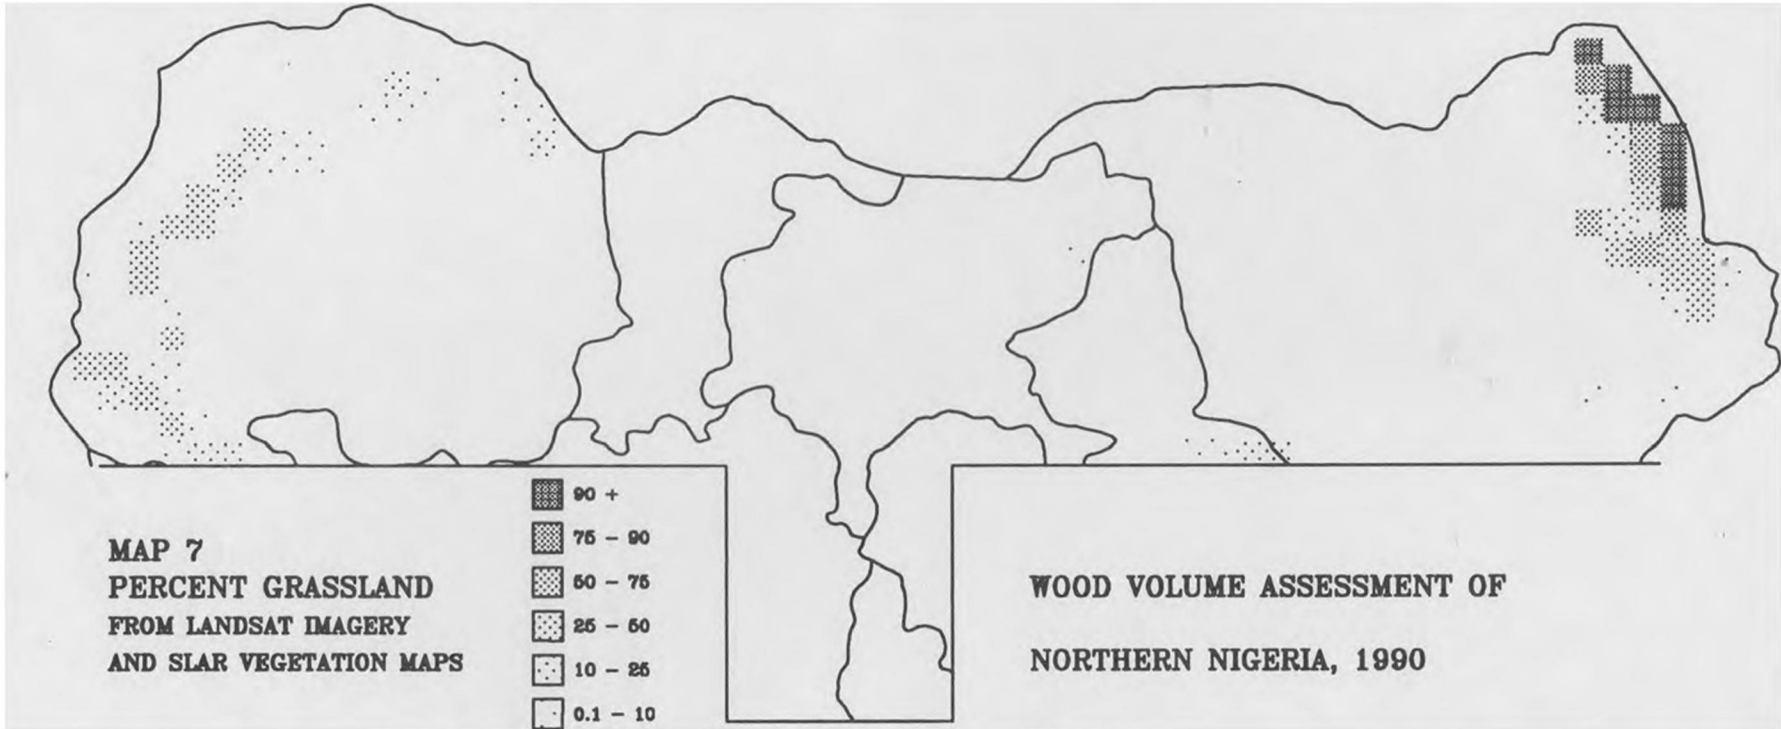 MAP 7
PERCENT GRASSLAND
FROM LANDSAT IMAGERY
AND SLAR VEGETATION MAPS
90 +
75 - 90
50 - 75
25 - 50
10 - 25
0.1 - 10
WOOD VOLUME ASSESSMENT OF
NORTHERN NIGERIA, 1990